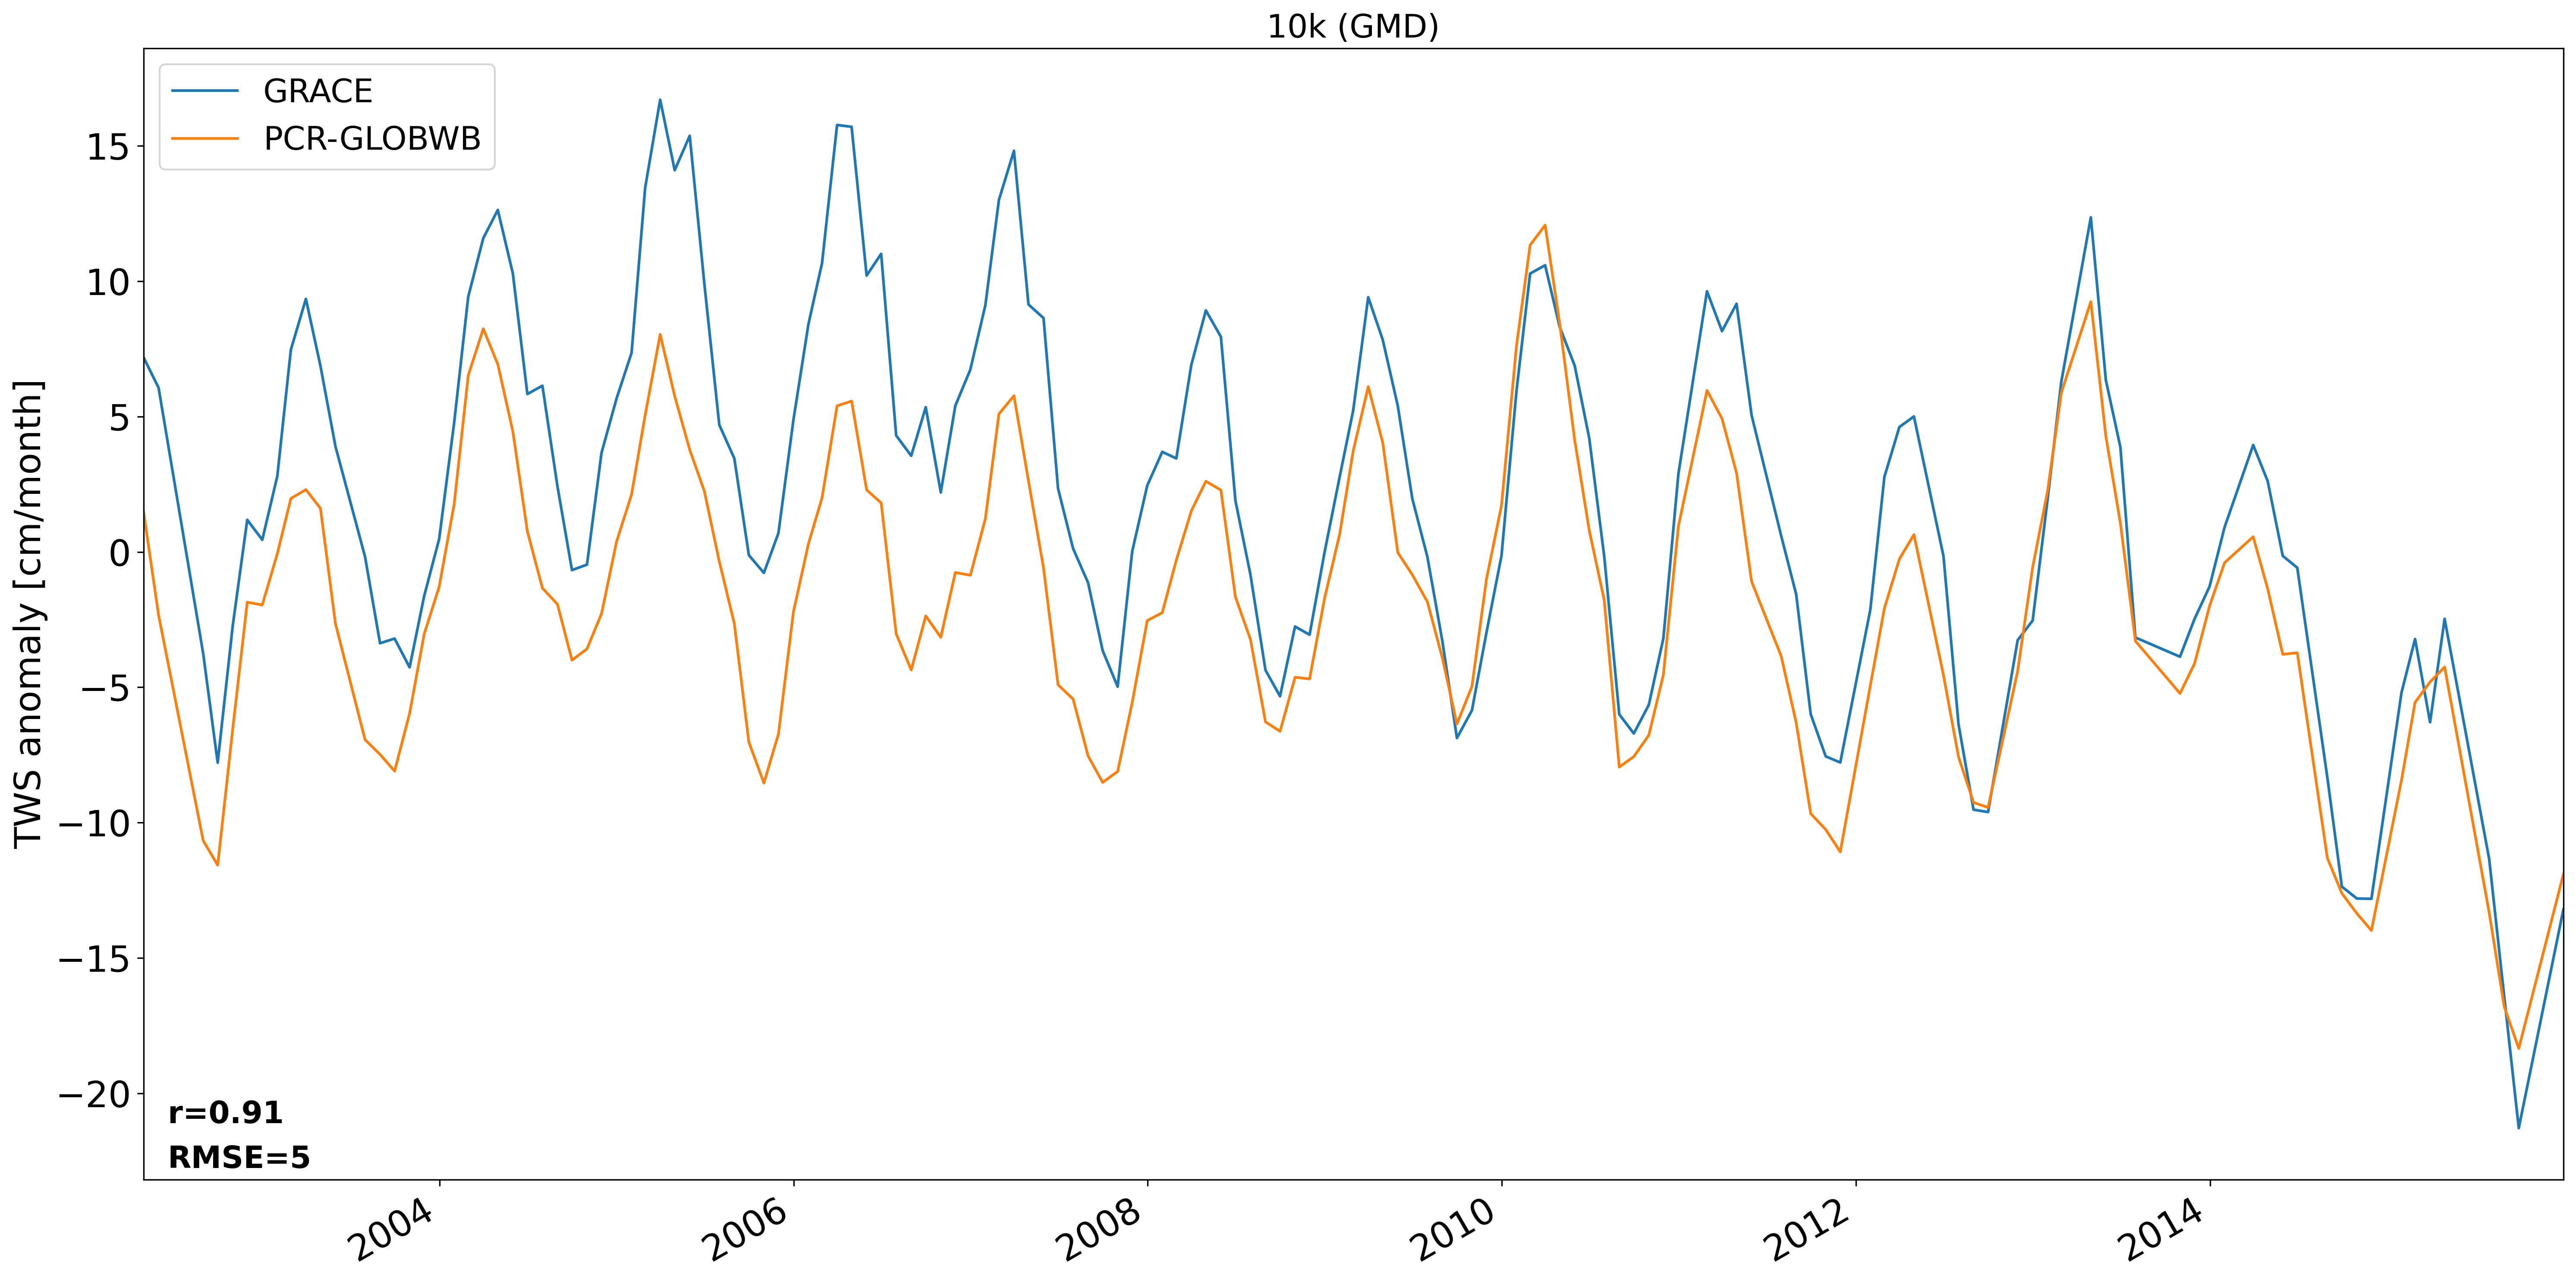 10k (GMD)
GRACE
PCR-GLOBWB
TWS anomaly [cm/month]
15
10
5
0
−5
−10
−15
−20
r=0.91
RMSE=5
2004
2006
2008
2010
2012
2014